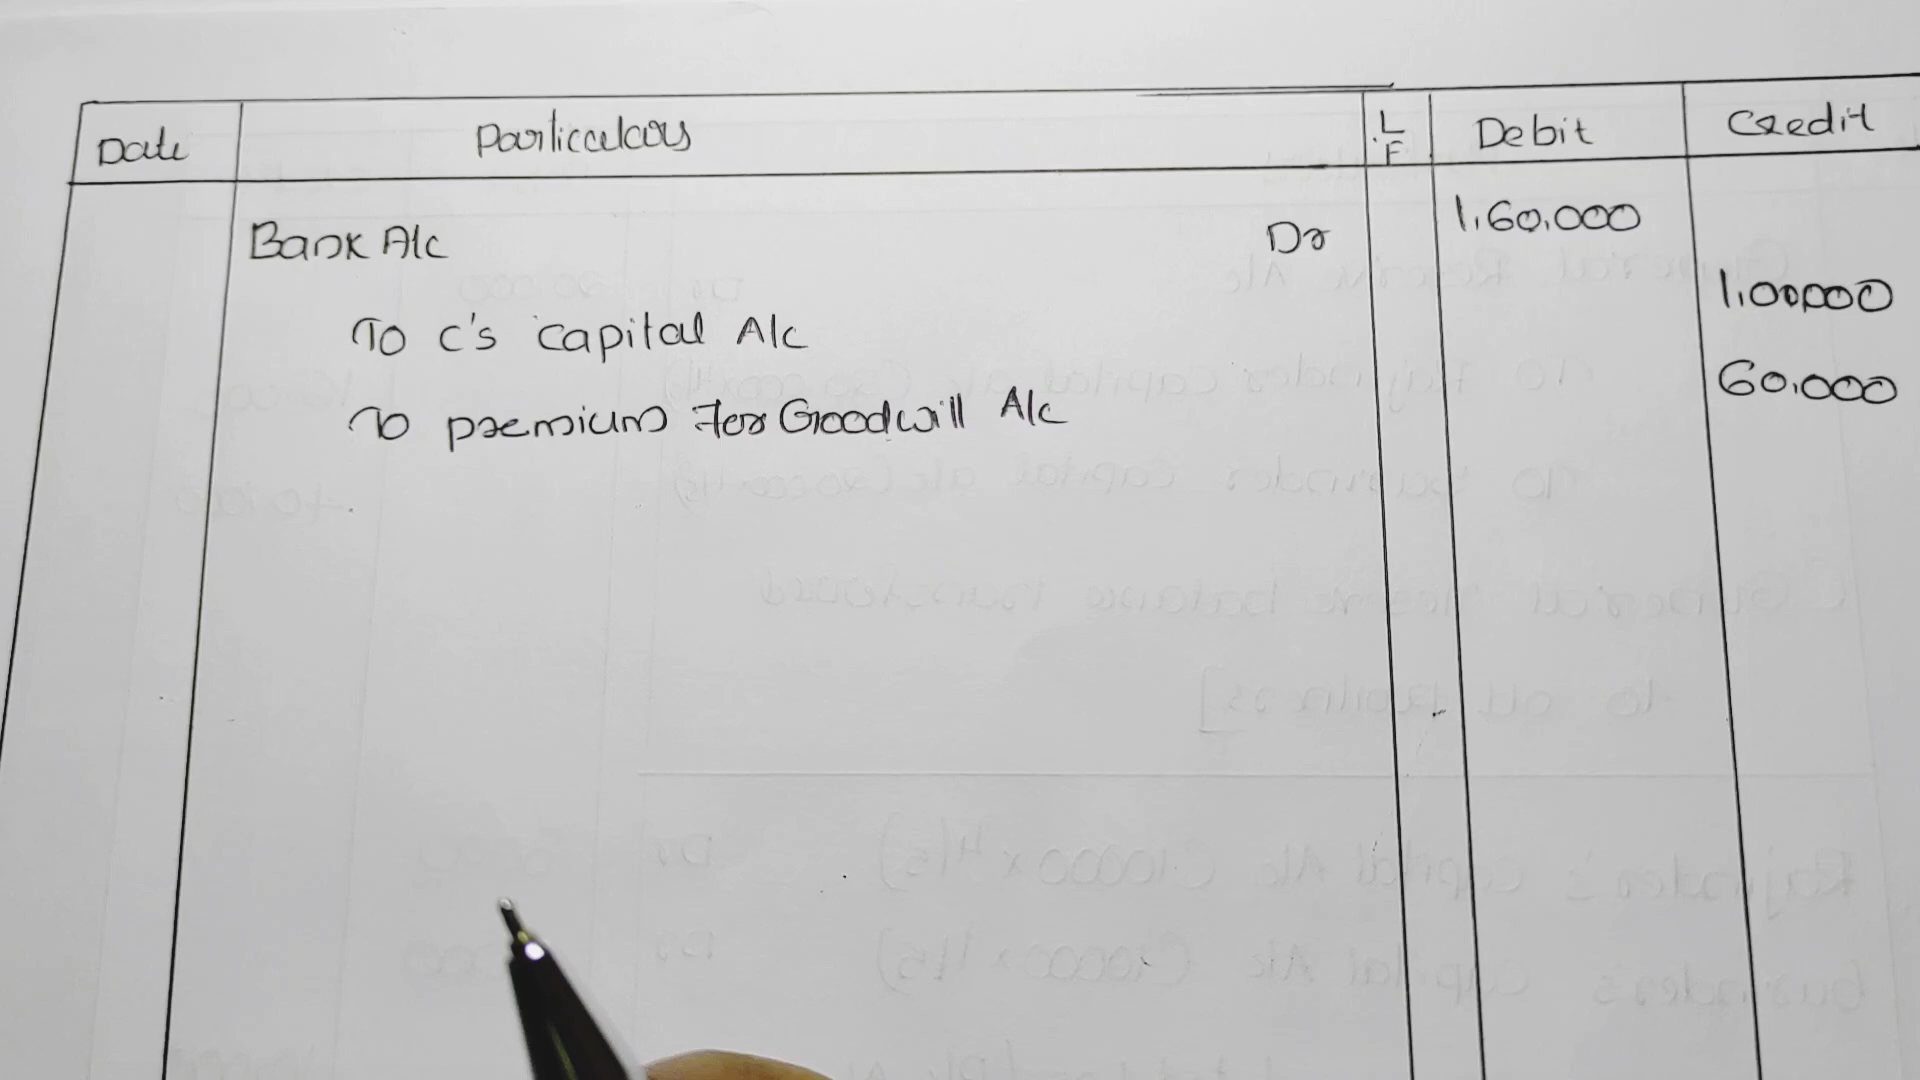 Date Particulars L.F Debit Credit
Bank A/c Dr 1,60,000
To C's capital A/c 1,00,000
To premium for Goodwill A/c 60,000